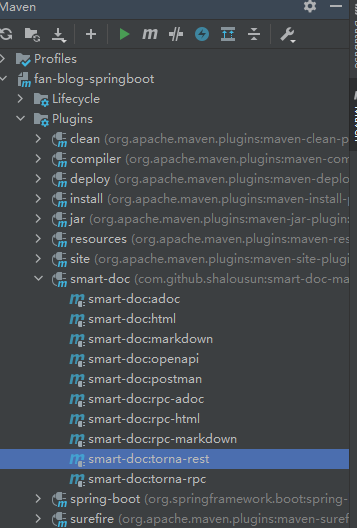 Maven
Profiles
fan-blog-springboot
Lifecycle
Plugins
clean (org.apache.maven.plugins:maven-clean-p
compiler (org.apache.maven.plugins:maven-com
deploy (org.apache.maven.plugins:maven-deplo
install (org.apache.maven.plugins:maven-install-p
jar (org.apache.maven.plugins:maven-jar-plugin
resources (org.apache.maven.plugins:maven-res
site (org.apache.maven.plugins:maven-site-plugin
smart-doc (com.github.shalousun:smart-doc-ma
smart-doc:adoc
smart-doc:html
smart-doc:markdown
smart-doc:openapi
smart-doc:postman
smart-doc:rpc-adoc
smart-doc:rpc-html
smart-doc:rpc-markdown
smart-doc:torna-rest
smart-doc:torna-rpc
spring-boot (org.springframework.boot:spring-
surefire (org.apache.maven.plugins:maven-suref